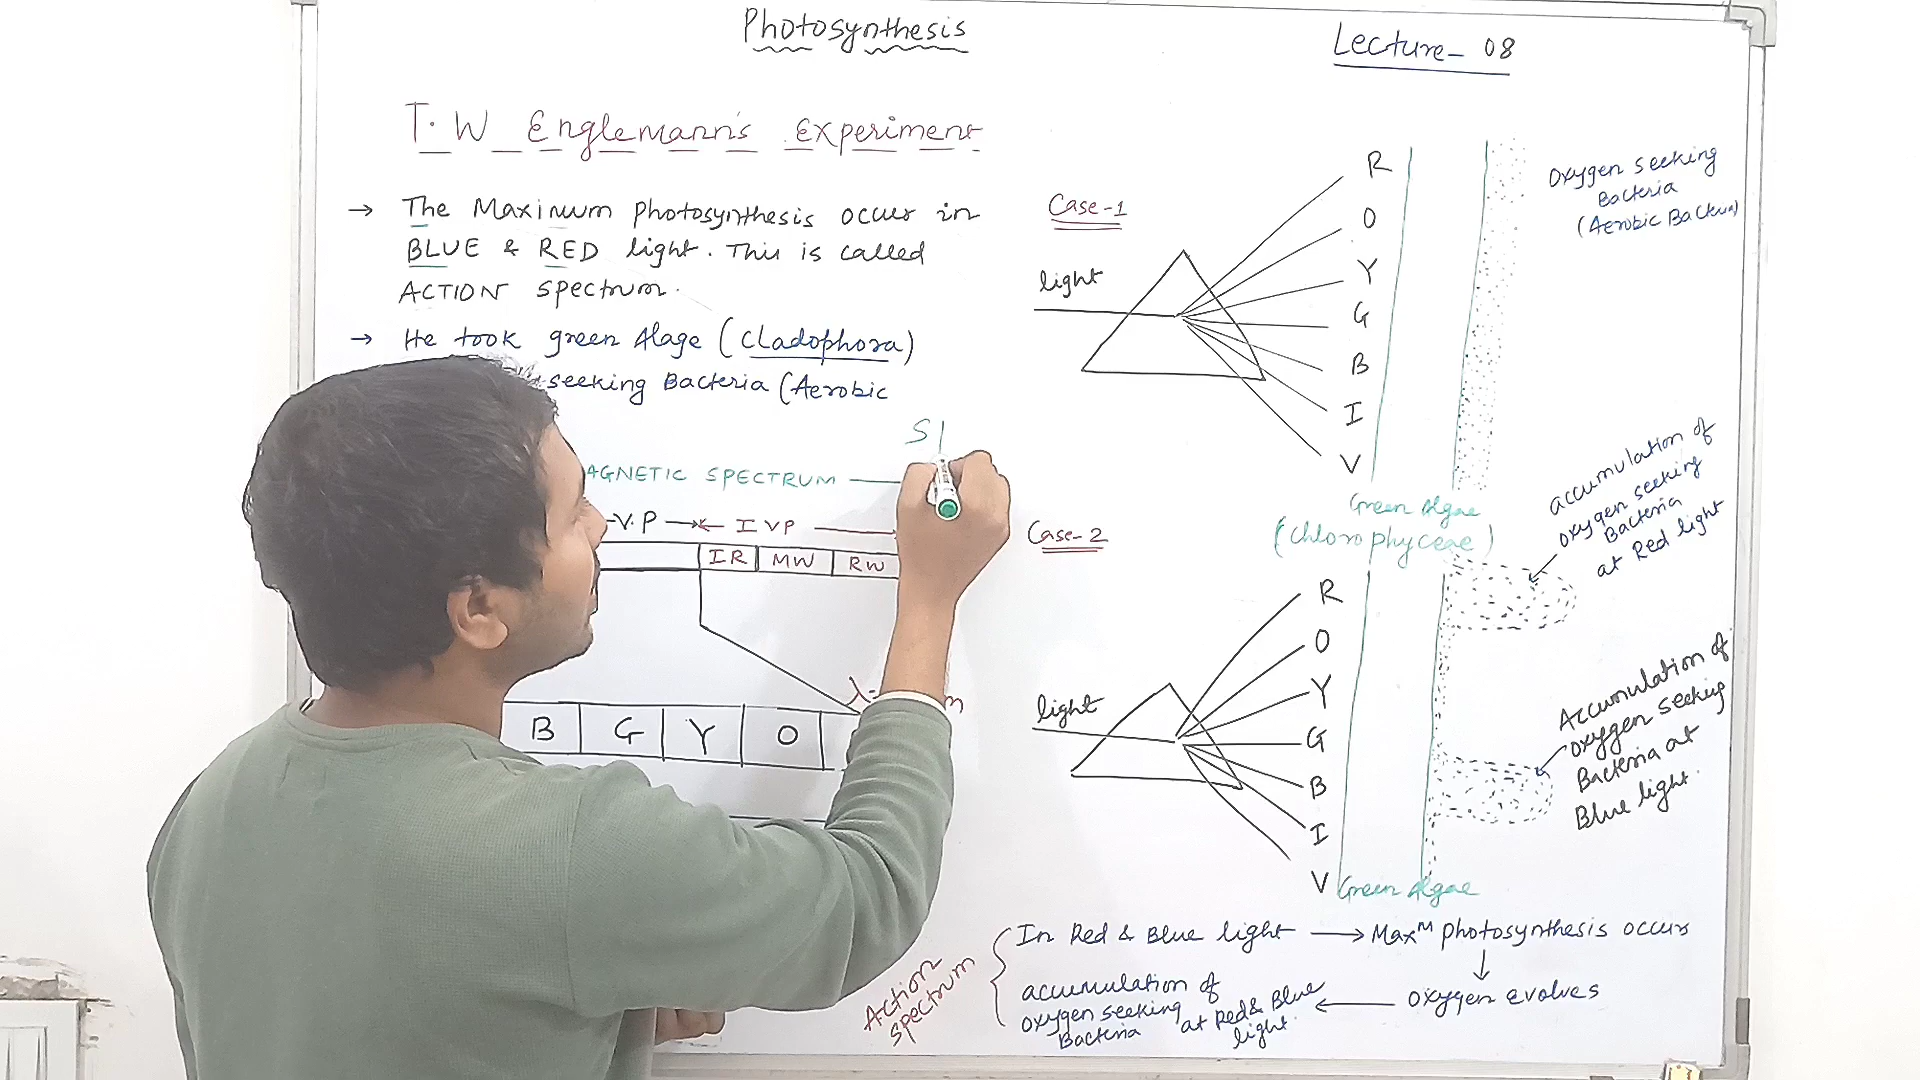 Photosynthesis
Lecture- 08
T.W Englemann's Experiment
→ The Maximum photosynthesis occur in
BLUE & RED light. This is called
ACTION spectrum.
→ He took green Alage (cladophora)
seeking Bacteria (Aerobic
S
AGNETIC SPECTRUM
V.P → ← I VP
IR MW RW
B G Y O
Case-1
light
R
O
Y
G
B
I
V
Oxygen seeking
Bacteria
(Aerobic Bacteria)
Green Algae
(chlorophyceae)
accumulation of
oxygen seeking
Bacteria
at Red light
Case-2
light
R
O
Y
G
B
I
V
Green Algae
Accumulation of
oxygen seeking
Bacteria at
Blue light.
Action
spectrum
In Red & Blue light → Maxᴹ photosynthesis occurs
↓
oxygen evolves
←
accumulation of
oxygen seeking
Bacteria at Red & Blue
light.